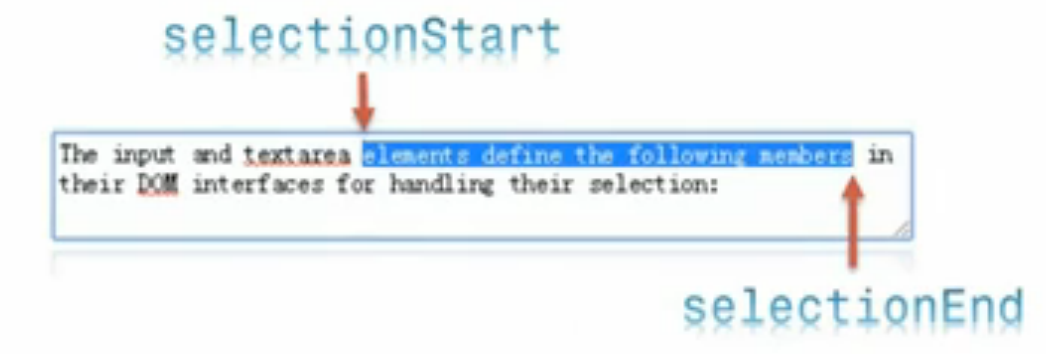 selectionStart
The input and textarea elements define the following members in
their DOM interfaces for handling their selection:
selectionEnd